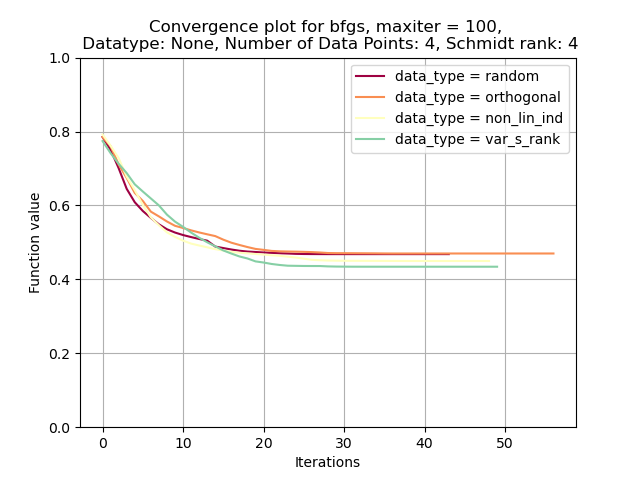 Convergence plot for bfgs, maxiter = 100,
Datatype: None, Number of Data Points: 4, Schmidt rank: 4
1.0
0.8
0.6
0.4
0.2
0.0
Function value
data_type = random
data_type = orthogonal
data_type = non_lin_ind
data_type = var_s_rank
0 10 20 30 40 50
Iterations